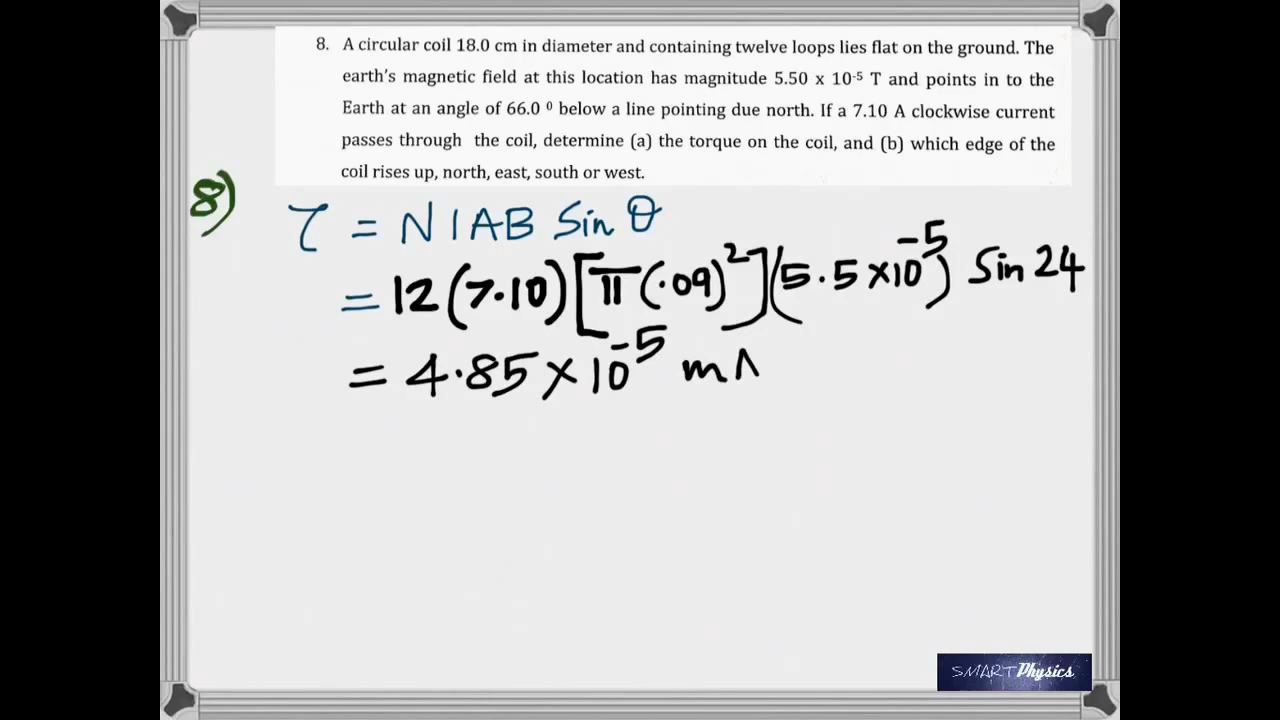 8. A circular coil 18.0 cm in diameter and containing twelve loops lies flat on the ground. The
earth's magnetic field at this location has magnitude 5.50 x 10⁻⁵ T and points in to the
Earth at an angle of 66.0 ⁰ below a line pointing due north. If a 7.10 A clockwise current
passes through the coil, determine (a) the torque on the coil, and (b) which edge of the
coil rises up, north, east, south or west.
8) τ = NIAB Sin θ
= 12(7.10)[π(.09)²](5.5×10⁻⁵) Sin 24
= 4.85×10⁻⁵ m
SMART Physics